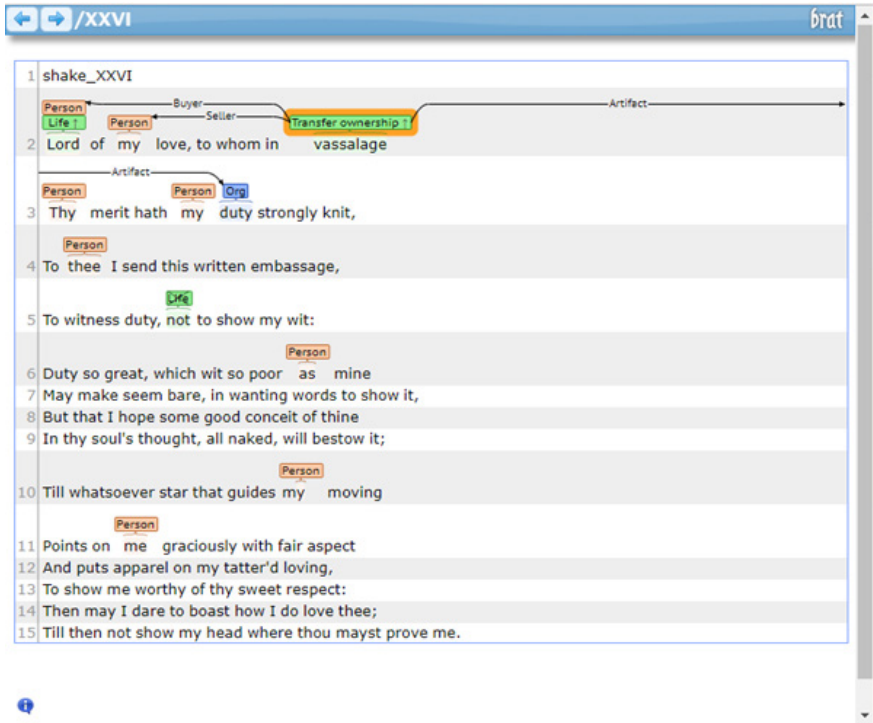 /XXVI brat
1 shake_XXVI
Person Buyer Artifact
Life ↑ Person Seller Transfer ownership ↑
2 Lord of my love, to whom in vassalage
Artifact
Person Person Org
3 Thy merit hath my duty strongly knit,
Person
4 To thee I send this written embassage,
Life
5 To witness duty, not to show my wit:
Person
6 Duty so great, which wit so poor as mine
7 May make seem bare, in wanting words to show it,
8 But that I hope some good conceit of thine
9 In thy soul's thought, all naked, will bestow it;
Person
10 Till whatsoever star that guides my moving
Person
11 Points on me graciously with fair aspect
12 And puts apparel on my tatter'd loving,
13 To show me worthy of thy sweet respect:
14 Then may I dare to boast how I do love thee;
15 Till then not show my head where thou mayst prove me.